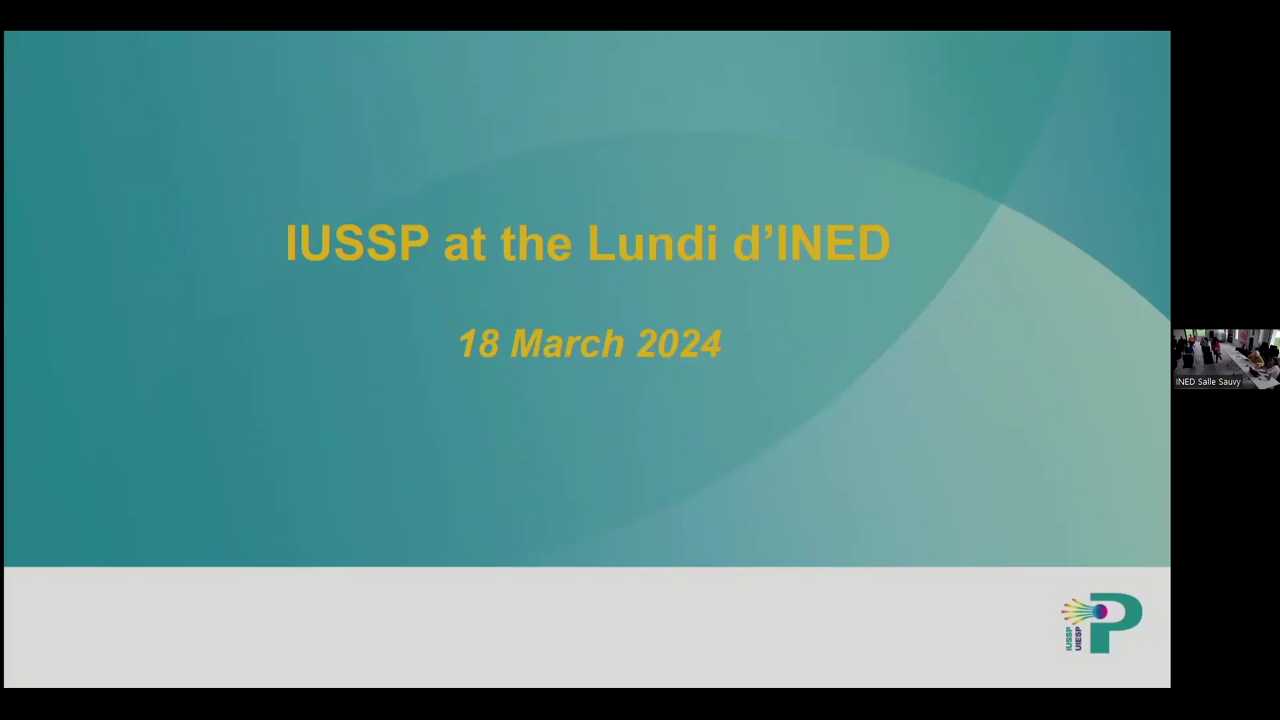 IUSSP at the Lundi d’INED
18 March 2024
INED Salle Sauvy
IUSSP
UIESP
P